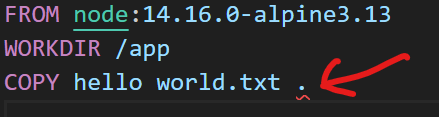 FROM node:14.16.0-alpine3.13
WORKDIR /app
COPY hello world.txt .